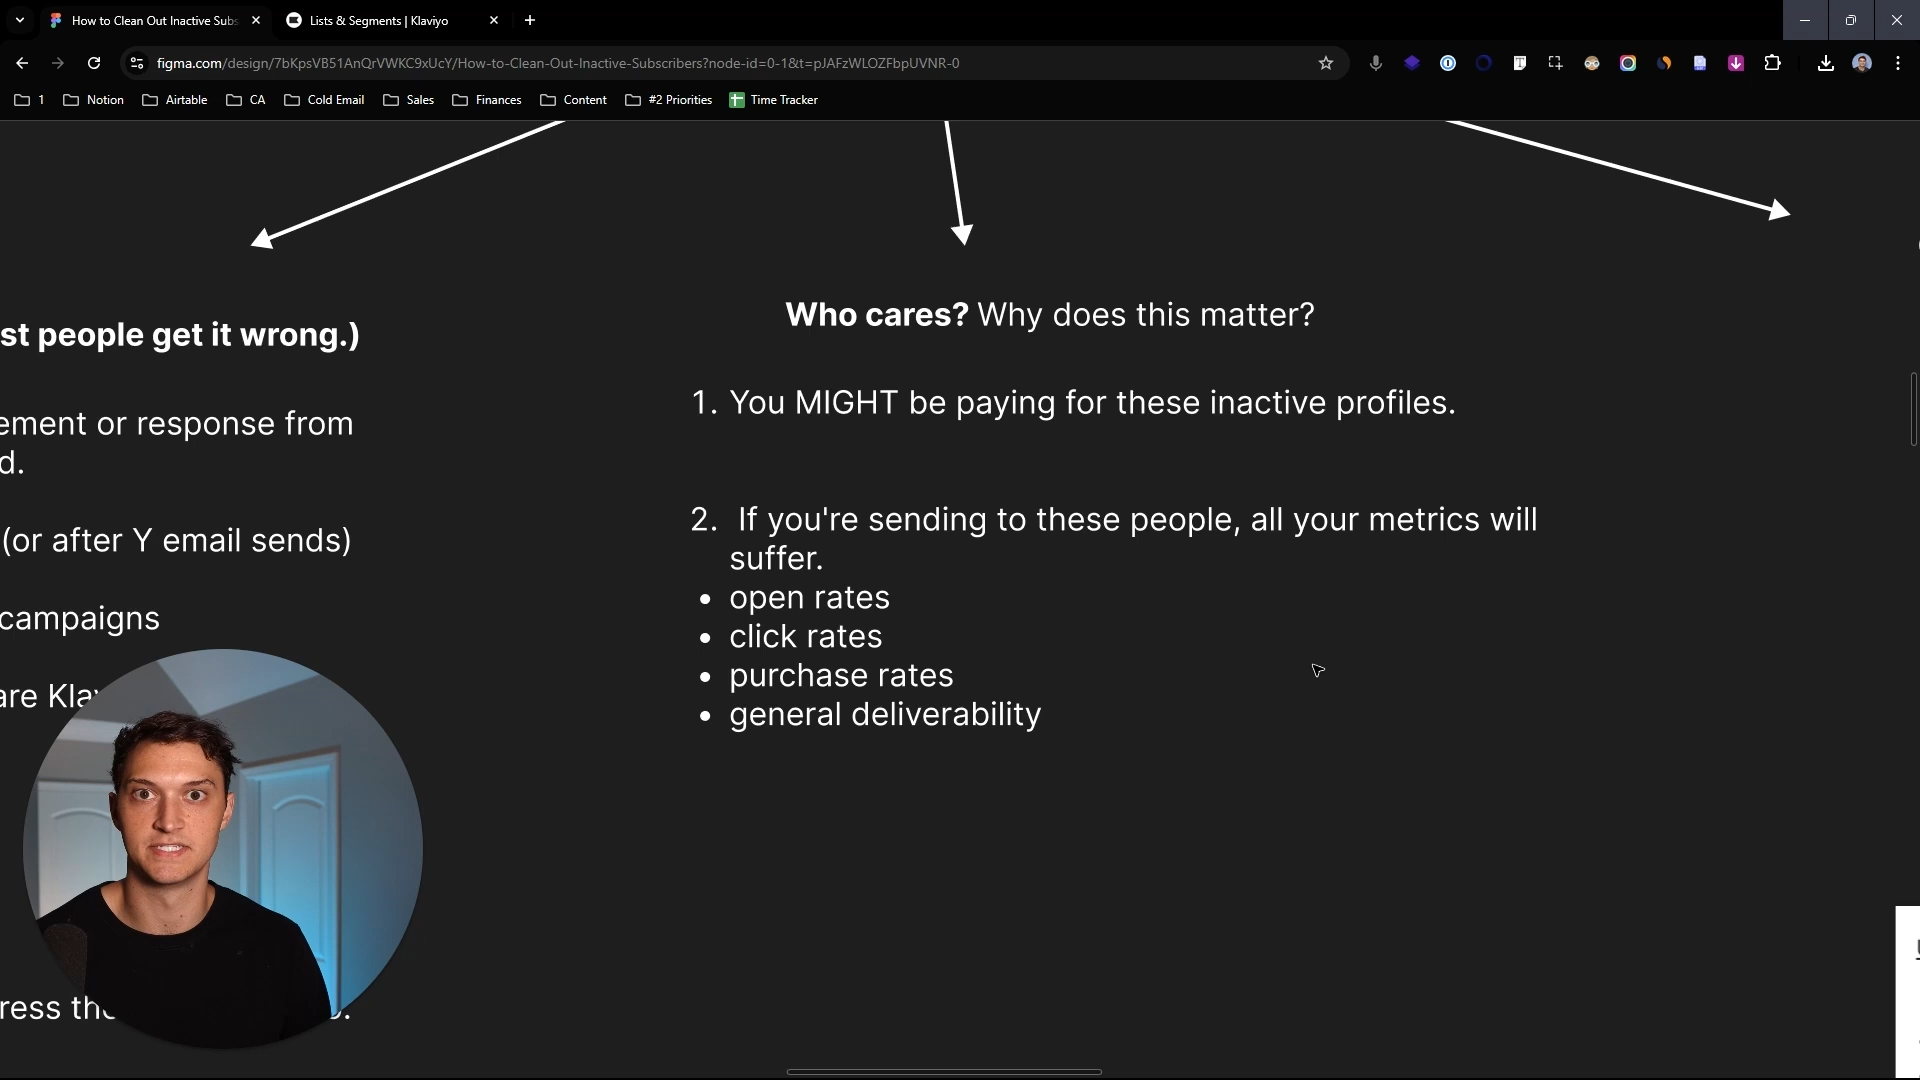 How to Clean Out Inactive Subs
Lists & Segments | Klaviyo
figma.com/design/7bKpsVB51AnQrVWKC9xUcY/How-to-Clean-Out-Inactive-Subscribers?node-id=0-1&t=pJAFzWLOZFbpUVNR-0
1
Notion
Airtable
CA
Cold Email
Sales
Finances
Content
#2 Priorities
Time Tracker
st people get it wrong.)
ement or response from
d.
(or after Y email sends)
campaigns
are Kla
ress th
Who cares? Why does this matter?
1. You MIGHT be paying for these inactive profiles.
2. If you're sending to these people, all your metrics will
suffer.
• open rates
• click rates
• purchase rates
• general deliverability